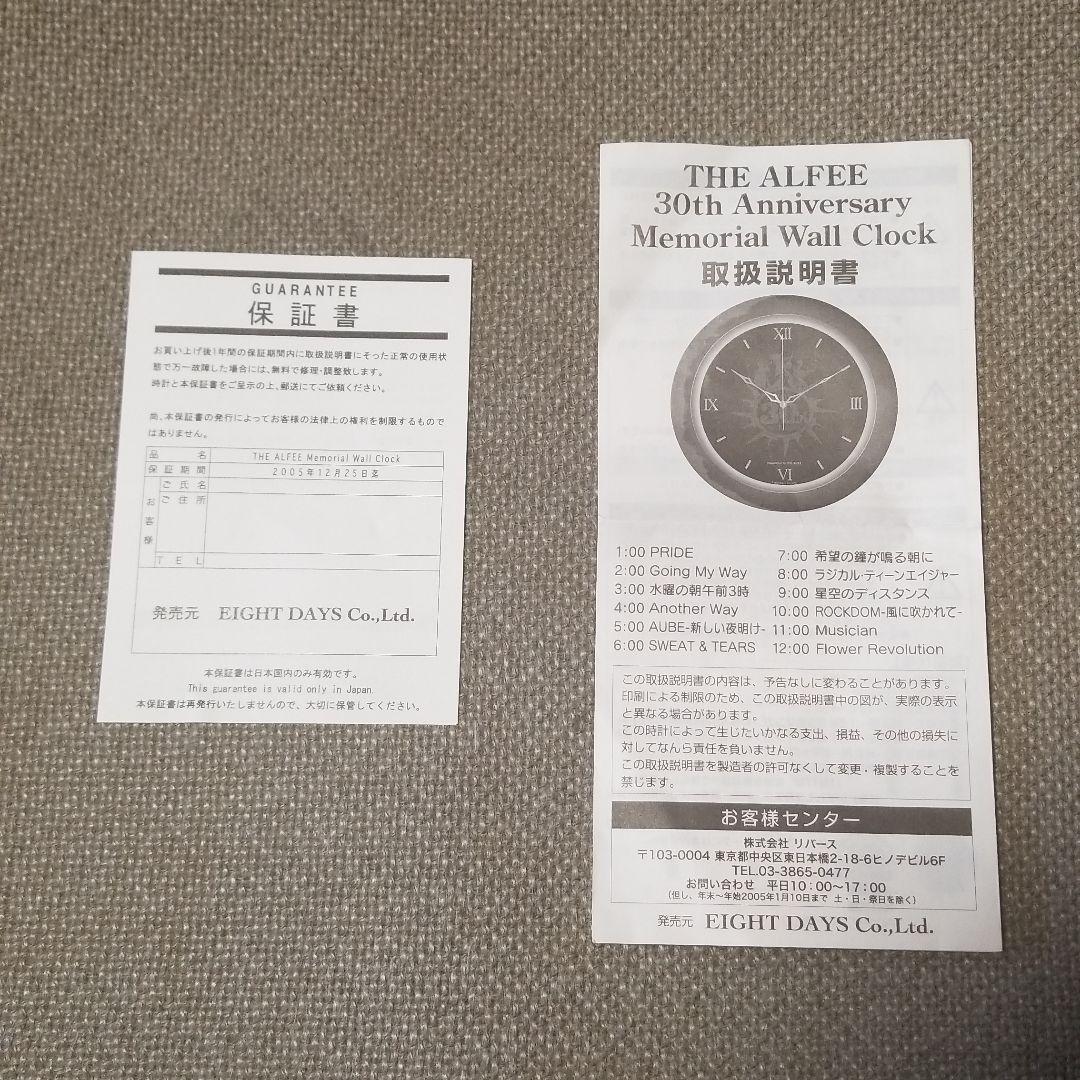 GUARANTEE
保証書
お買い上げ後1年間の保証期間内に取扱説明書にそった正常の使用状
態で万一故障した場合には、無料で修理・調整致します。
時計と本保証書をご呈示の上、郵送にてご依頼ください。
尚、本保証書の発行によってお客様の法律上の権利を制限するもので
はありません。
品名 THE ALFEE Memorial Wall Clock
保証期間 2005年12月25日迄
お客様
ご氏名
ご住所
TEL
発売元 EIGHT DAYS Co.,Ltd.
本保証書は日本国内のみ有効です。
This guarantee is valid only in Japan.
本保証書は再発行いたしませんので、大切に保管してください。
THE ALFEE
30th Anniversary
Memorial Wall Clock
取扱説明書
XII
IX
III
30th
VI
1:00 PRIDE
2:00 Going My Way
3:00 水曜の朝午前3時
4:00 Another Way
5:00 AUBE-新しい夜明け-
6:00 SWEAT & TEARS
7:00 希望の鐘が鳴る朝に
8:00 ラジカル・ティーンエイジャー
9:00 星空のディスタンス
10:00 ROCKDOM-風に吹かれて-
11:00 Musician
12:00 Flower Revolution
この取扱説明書の内容は、予告なしに変わることがあります。
印刷による制限のため、この取扱説明書中の図が、実際の表示
と異なる場合があります。
この時計によって生じたいかなる支出、損益、その他の損失に
対してなんら責任を負いません。
この取扱説明書を製造者の許可なくして変更・複製することを
禁じます。
お客様センター
株式会社 リバース
〒103-0004 東京都中央区東日本橋2-18-6ヒノデビル6F
TEL.03-3865-0477
お問い合わせ 平日10:00〜17:00
(但し、年末〜年始2005年1月10日まで 土・日・祭日を除く)
発売元 EIGHT DAYS Co.,Ltd.